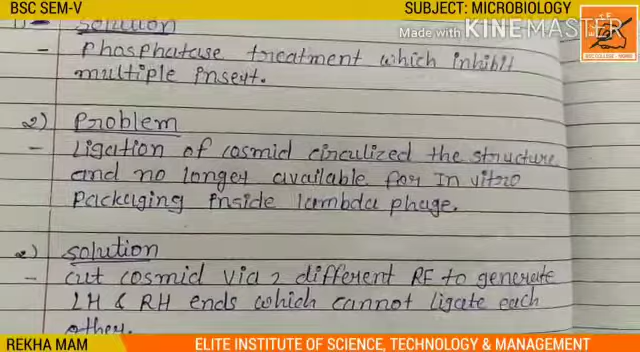 BSC SEM-V
SUBJECT: MICROBIOLOGY
Made with KINEMASTER
1) Solution
- Phosphatase treatment which inhibit
multiple insert.
2) Problem
- Ligation of cosmid circulized the structure
and no longer available for In vitro
Packaging inside lambda phage.
2) Solution
- cut cosmid via 2 different RE to generate
LH & RH ends which cannot ligate each
other.
REKHA MAM
ELITE INSTITUTE OF SCIENCE, TECHNOLOGY & MANAGEMENT